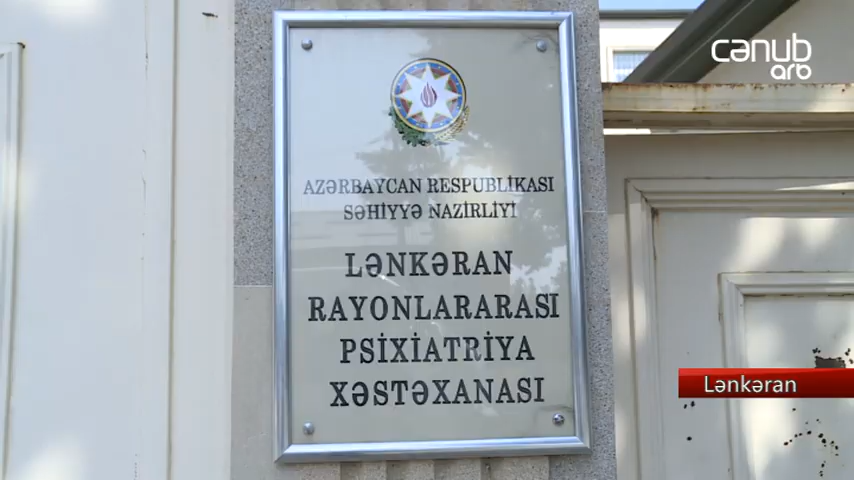 cənub
arb
AZƏRBAYCAN RESPUBLİKASI
SƏHİYYƏ NAZİRLİYİ
LƏNKƏRAN
RAYONLARARASI
PSİXİATRİYA
XƏSTƏXANASI
Lənkəran